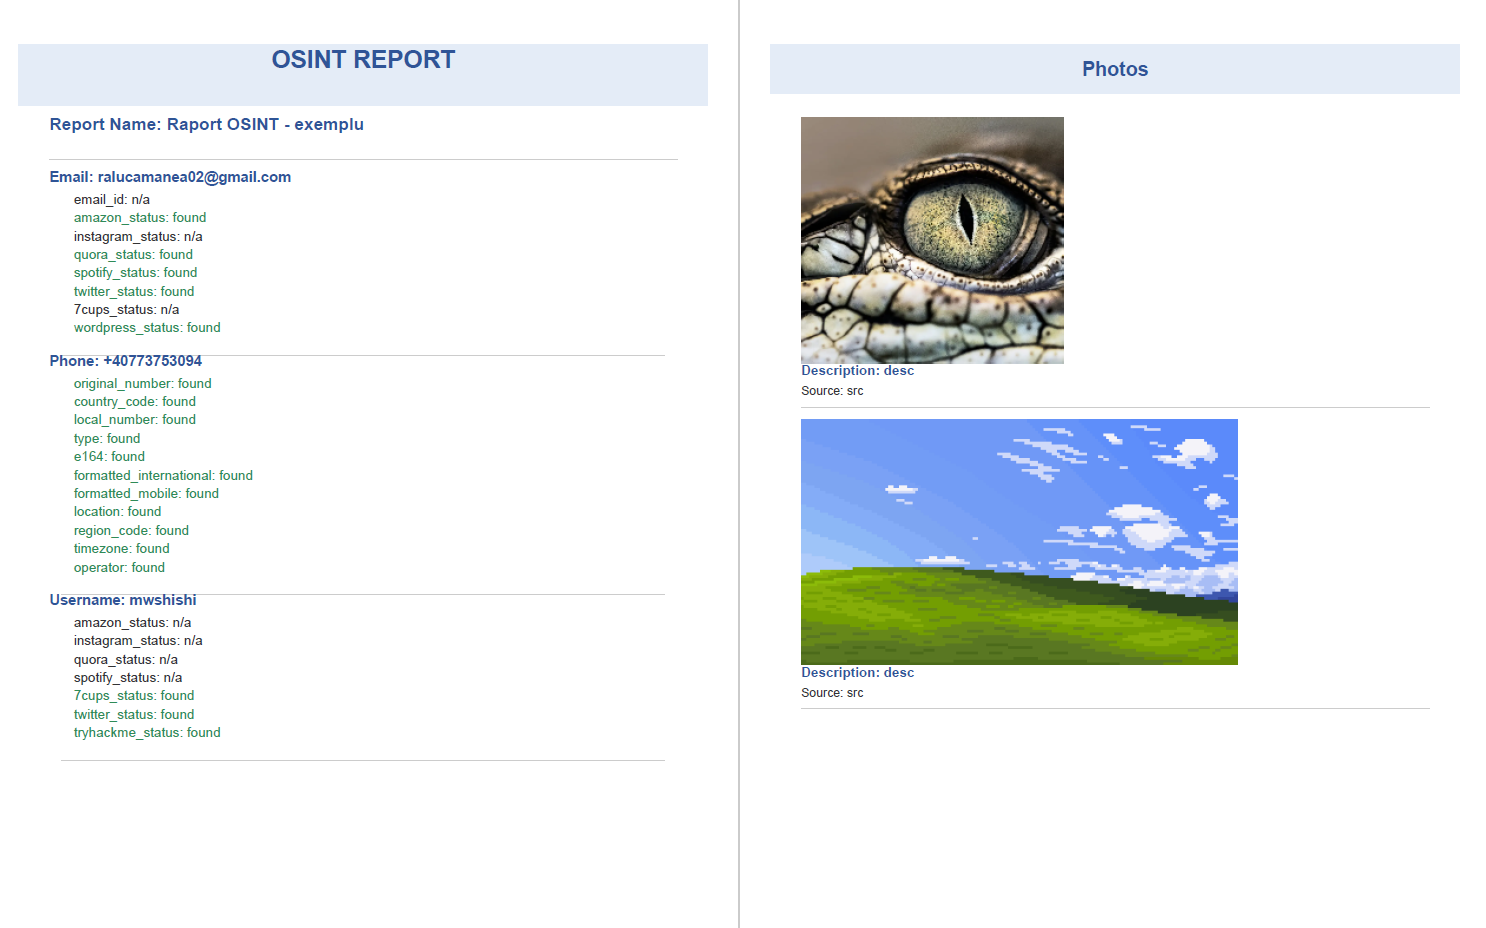 OSINT REPORT
Report Name: Raport OSINT - exemplu
Email: ralucamanea02@gmail.com
email_id: n/a
amazon_status: found
instagram_status: n/a
quora_status: found
spotify_status: found
twitter_status: found
7cups_status: n/a
wordpress_status: found
Phone: +40773753094
original_number: found
country_code: found
local_number: found
type: found
e164: found
formatted_international: found
formatted_mobile: found
location: found
region_code: found
timezone: found
operator: found
Username: mwshishi
amazon_status: n/a
instagram_status: n/a
quora_status: n/a
spotify_status: n/a
7cups_status: found
twitter_status: found
tryhackme_status: found
Photos
Description: desc
Source: src
Description: desc
Source: src